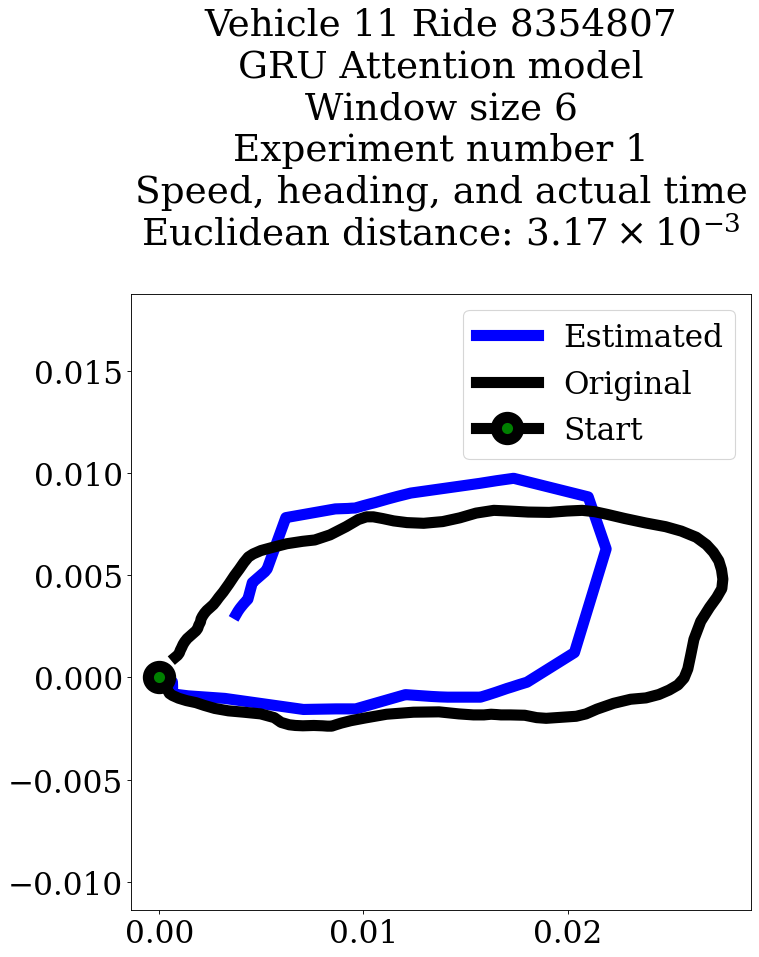 Vehicle 11 Ride 8354807
GRU Attention model
Window size 6
Experiment number 1
Speed, heading, and actual time
Euclidean distance: 3.17 × 10⁻³
Estimated
Original
Start
0.015
0.010
0.005
0.000
−0.005
−0.010
0.00 0.01 0.02